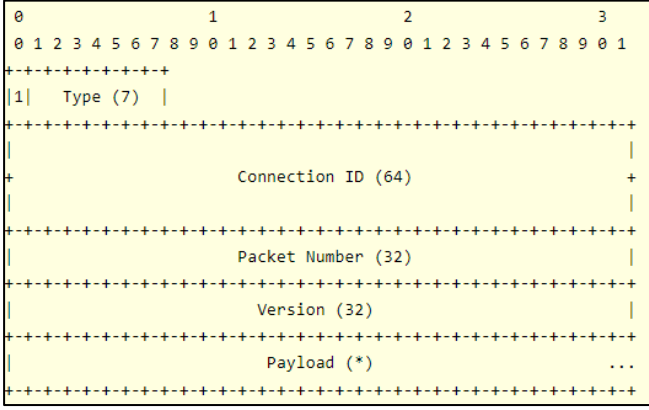 0                   1                   2                   3
0 1 2 3 4 5 6 7 8 9 0 1 2 3 4 5 6 7 8 9 0 1 2 3 4 5 6 7 8 9 0 1
+-+-+-+-+-+-+-+-+
|1|   Type (7)  |
+-+-+-+-+-+-+-+-+-+-+-+-+-+-+-+-+-+-+-+-+-+-+-+-+-+-+-+-+-+-+-+-+
|                                                               |
+                       Connection ID (64)                      +
|                                                               |
+-+-+-+-+-+-+-+-+-+-+-+-+-+-+-+-+-+-+-+-+-+-+-+-+-+-+-+-+-+-+-+-+
|                       Packet Number (32)                      |
+-+-+-+-+-+-+-+-+-+-+-+-+-+-+-+-+-+-+-+-+-+-+-+-+-+-+-+-+-+-+-+-+
|                         Version (32)                          |
+-+-+-+-+-+-+-+-+-+-+-+-+-+-+-+-+-+-+-+-+-+-+-+-+-+-+-+-+-+-+-+-+
|                          Payload (*)                        ...
+-+-+-+-+-+-+-+-+-+-+-+-+-+-+-+-+-+-+-+-+-+-+-+-+-+-+-+-+-+-+-+-+